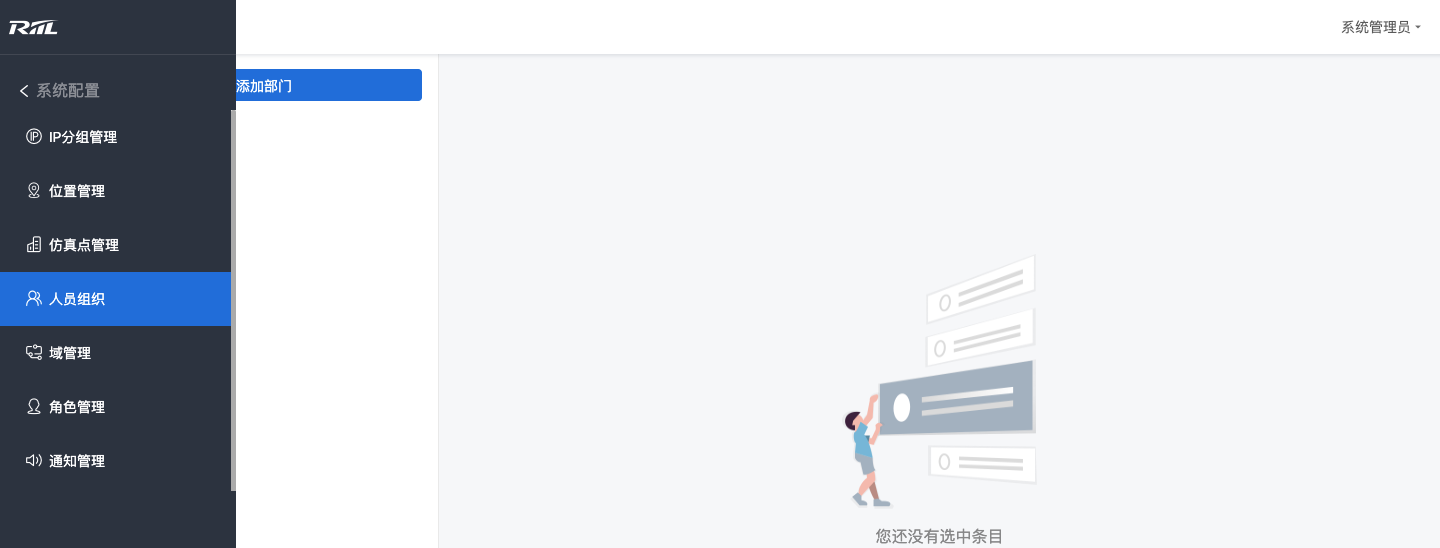 RIIL
系统管理员
系统配置
添加部门
IP分组管理
位置管理
仿真点管理
人员组织
域管理
角色管理
通知管理
您还没有选中条目